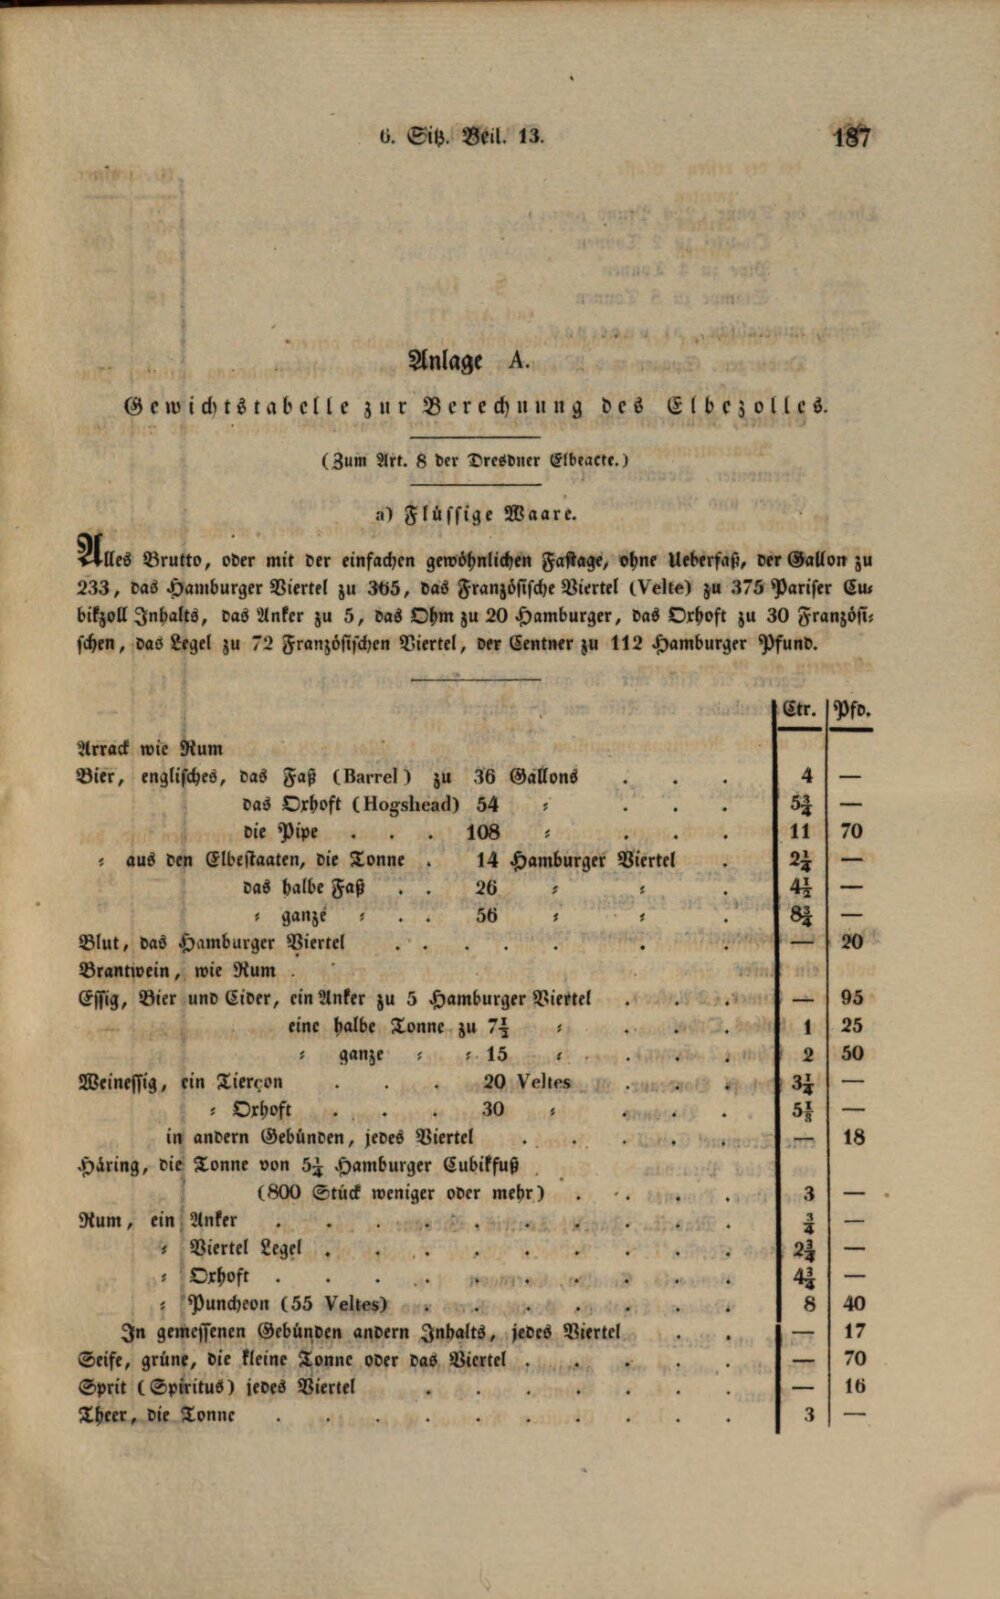 6. Sitz. Beil. 13. 187
Anlage A.
Gewichtstabelle zur Berechnung des Elbezolles.
(Zum Art. 8 der Dresdner Elbeacte.)
a) Flüssige Waare.
Alles Brutto, oder mit der einfachen gewöhnlichen Fastage, ohne Ueberfaß, der Gallon zu
233, das Hamburger Viertel zu 365, das Französische Viertel (Velte) zu 375 Pariser Cu⸗
bikzoll Inhalts, das Anker zu 5, das Ohm zu 20 Hamburger, das Orhoft zu 30 Französi⸗
schen, das Legel zu 72 Französischen Viertel, der Centner zu 112 Hamburger Pfund.
Ctr. Pfd.
Arrack wie Rum
Bier, englisches, das Faß (Barrel) zu 36 Gallons . . . 4 —
das Orhoft (Hogshead) 54 ⸗ . . . 5¾ —
die Pipe . . . 108 ⸗ . . . 11 70
⸗ aus den Elbestaaten, die Tonne . 14 Hamburger Viertel . 2¼ —
das halbe Faß . . 26 ⸗ ⸗ . 4½ —
⸗ ganze ⸗ . . 56 ⸗ ⸗ . 8¾ —
Blut, das Hamburger Viertel . . . . . . . — 20
Brantwein, wie Rum .
Essig, Bier und Cider, ein Anker zu 5 Hamburger Viertel . . . — 95
eine halbe Tonne zu 7½ ⸗ . . . 1 25
⸗ ganze ⸗ ⸗ 15 ⸗ . . . 2 50
Weinessig, ein Tierçon . . . 20 Veltes . . . 3¼ —
⸗ Orhoft . . . 30 ⸗ . . . 5⅛ —
in andern Gebünden, jedes Viertel . . . . . — 18
Häring, die Tonne von 5¼ Hamburger Cubikfuß
(800 Stück weniger oder mehr) . . . . 3 —
Rum, ein Anker . . . . . . . . . . ¾ —
⸗ Viertel Legel . . . . . . . . . 2¾ —
⸗ Orhoft . . . . . . . . . . 4¾ —
⸗ Puncheon (55 Veltes) . . . . . . . 8 40
In gemessenen Gebünden andern Inhalts, jedes Viertel . . — 17
Seife, grüne, die kleine Tonne oder das Viertel . . . . . — 70
Sprit (Spiritus) jedes Viertel . . . . . . . — 16
Theer, die Tonne . . . . . . . . . . 3 —